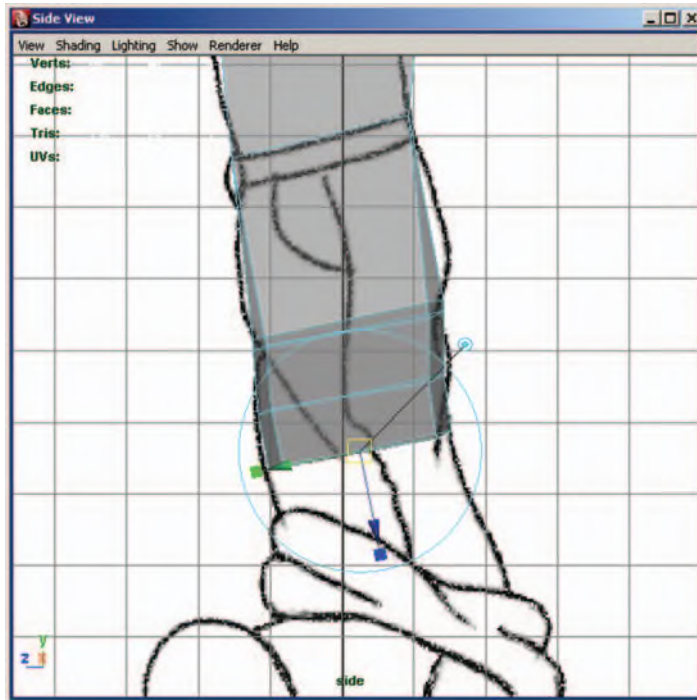 Side View
View Shading Lighting Show Renderer Help
Verts:
Edges:
Faces:
Tris:
UVs:
y
z x
side